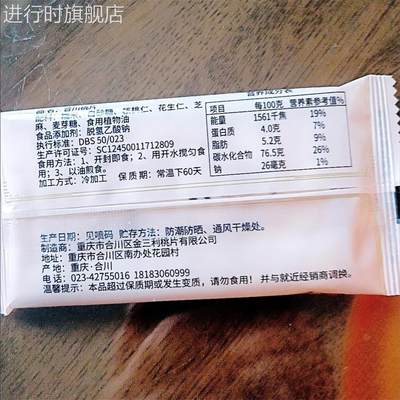 进行时旗舰店
核桃仁、花生仁、芝
麻、麦芽糖、食用植物油
食品添加剂：脱氢乙酸钠
执行标准：DBS 50/023
生产许可证号：SC12450011712809
食用方法：1、开封即食；2、用开水搅匀食
用；3、以油煎食。
加工方式：冷加工 保质期：常温下60天
营养成分表
项目 每100克 营养素参考值%
能量 1561千焦 19%
蛋白质 4.0克 7%
脂肪 5.2克 9%
碳水化合物 76.5克 26%
钠 26毫克 1%
生产日期：见喷码 贮存方法：防潮防晒、通风干燥处。
制造商：重庆市合川区金三利桃片有限公司
地址：重庆市合川区南办处花园村
产地：重庆·合川
电话：023-42755016 18183060999
温馨提示：本品超过保质期或发生变质，请勿食用！并与就近经销商调换。